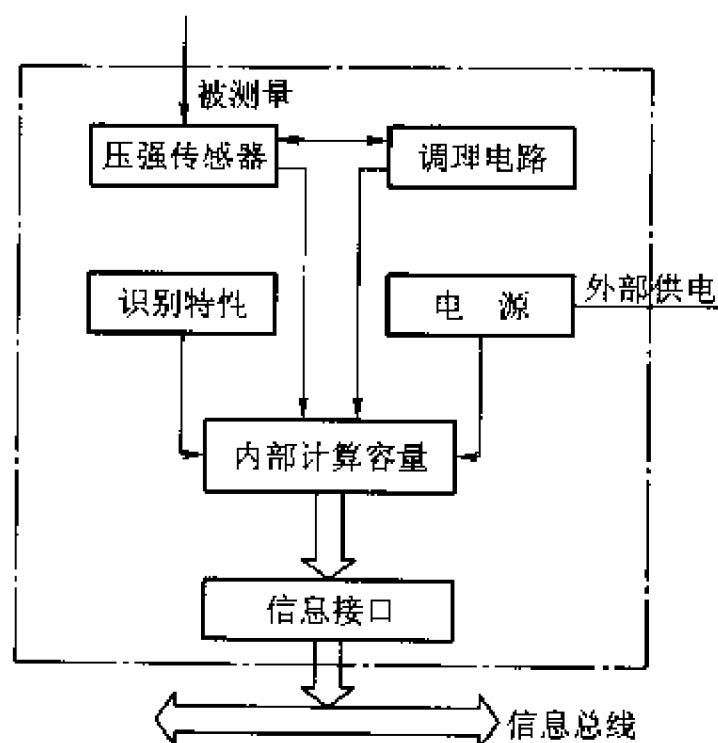 被测量
压强传感器
调理电路
识别特性
电 源
外部供电
内部计算容量
信息接口
信息总线